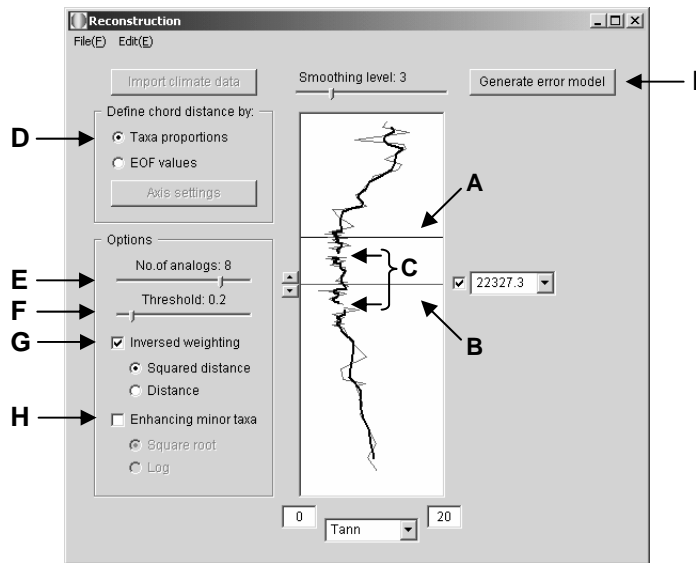 Reconstruction
File(F) Edit(E)
Import climate data
Smoothing level: 3
Generate error model
Define chord distance by:
D
Taxa proportions
EOF values
Axis settings
A
Options
C
E
No.of analogs: 8
22327.3
F
Threshold: 0.2
G
Inversed weighting
B
Squared distance
Distance
H
Enhancing minor taxa
Square root
Log
0
Tann
20